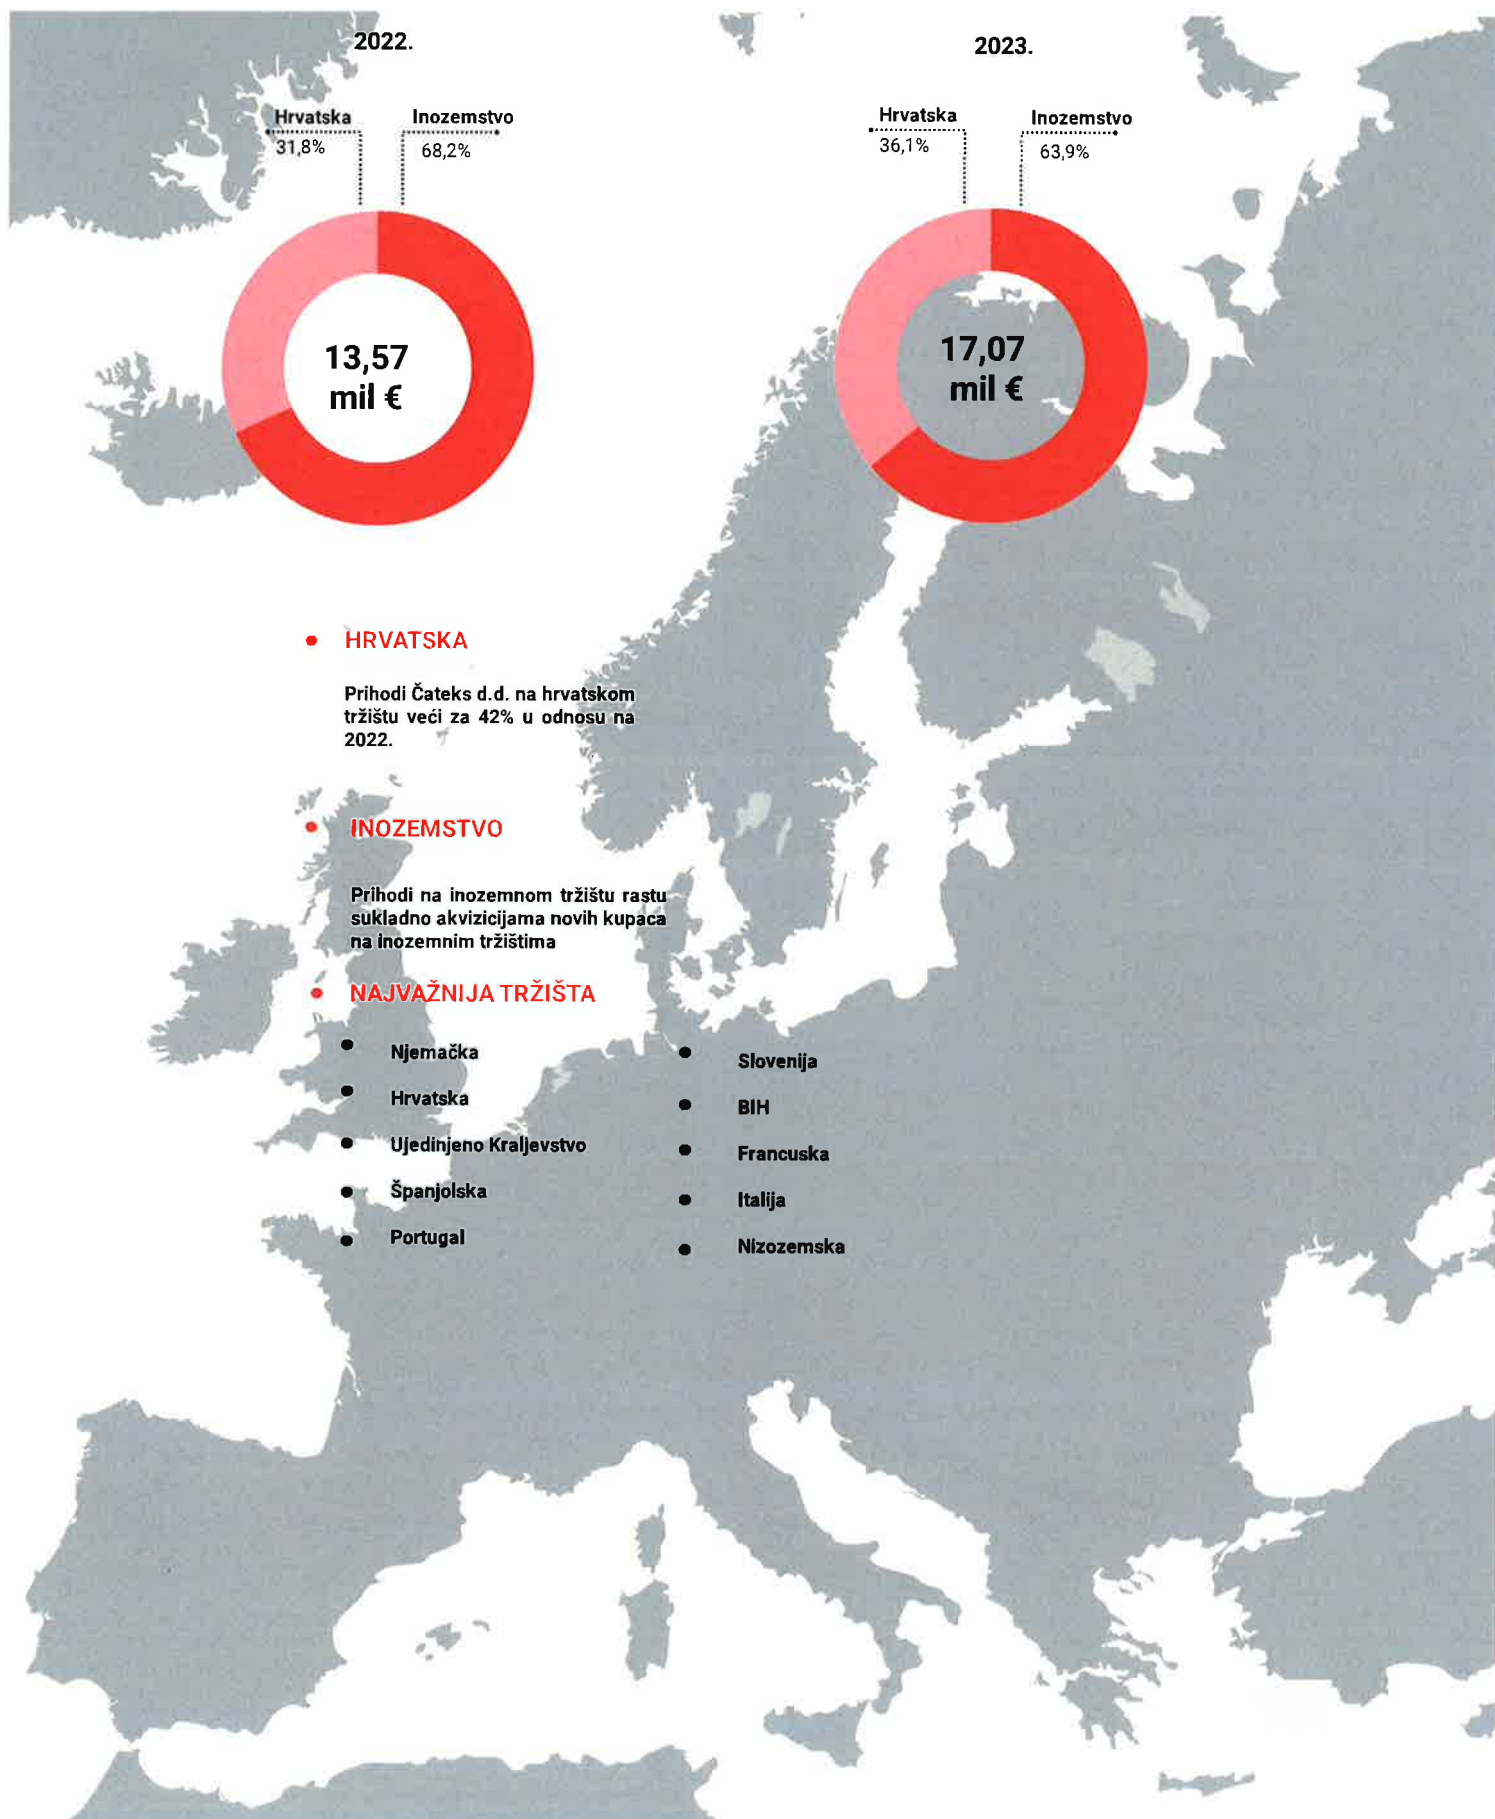 2022.
Hrvatska
31,8%
Inozemstvo
68,2%
13,57
mil €
2023.
Hrvatska
36,1%
Inozemstvo
63,9%
17,07
mil €
HRVATSKA
Prihodi Čateks d.d. na hrvatskom
tržištu veći za 42% u odnosu na
2022.
INOZEMSTVO
Prihodi na inozemnom tržištu rastu
sukladno akvizicijama novih kupaca
na inozemnim tržištima
NAJVAŽNIJA TRŽIŠTA
Njemačka
Hrvatska
Ujedinjeno Kraljevstvo
Španjolska
Portugal
Slovenija
BIH
Francuska
Italija
Nizozemska